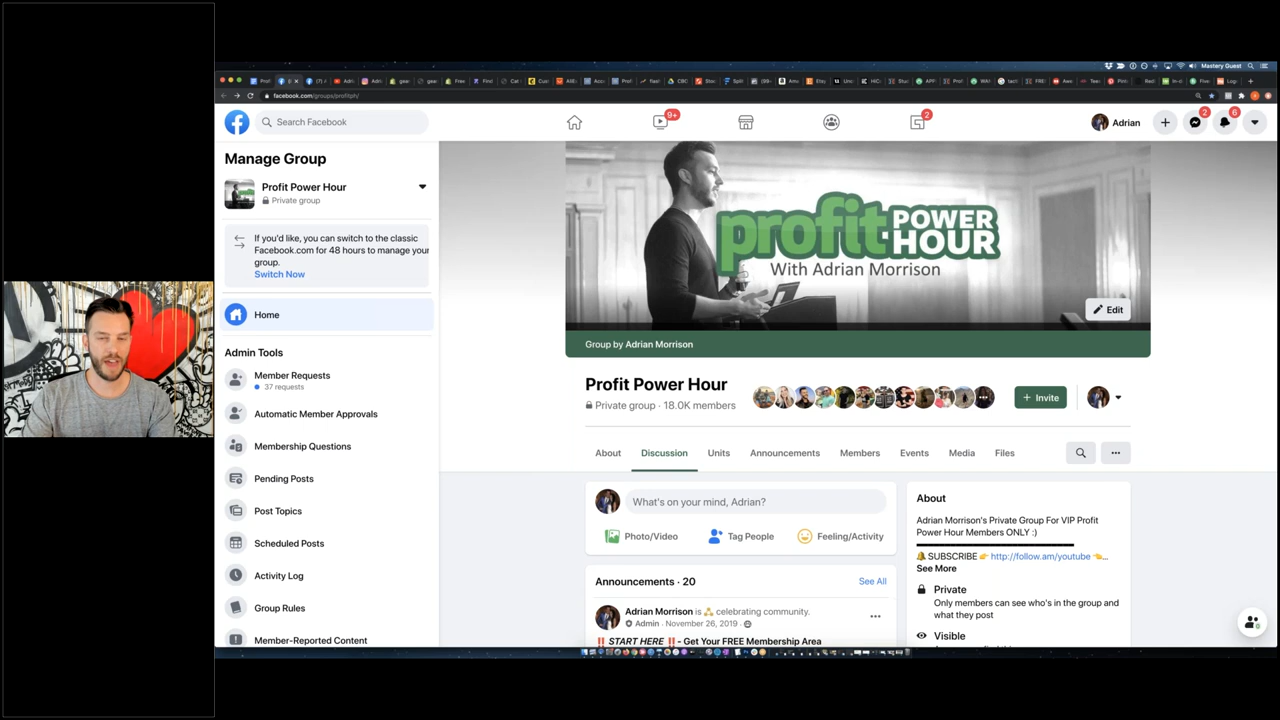 Mastery Guest
facebook.com/groups/profitph/
Search Facebook
9+
2
Adrian
2
6
Manage Group
Profit Power Hour
Private group
If you'd like, you can switch to the classic
Facebook.com for 48 hours to manage your
group.
Switch Now
Home
Admin Tools
Member Requests
37 requests
Automatic Member Approvals
Membership Questions
Pending Posts
Post Topics
Scheduled Posts
Activity Log
Group Rules
Member-Reported Content
profit POWER
HOUR
With Adrian Morrison
Edit
Group by Adrian Morrison
Profit Power Hour
Private group · 18.0K members
+ Invite
About
Discussion
Units
Announcements
Members
Events
Media
Files
What's on your mind, Adrian?
Photo/Video
Tag People
Feeling/Activity
Announcements · 20
See All
Adrian Morrison is celebrating community.
Admin · November 26, 2019 ·
‼️ START HERE ‼️ - Get Your FREE Membership Area
About
Adrian Morrison's Private Group For VIP Profit
Power Hour Members ONLY :)
🔔 SUBSCRIBE 👉 http://follow.am/youtube 👈...
See More
Private
Only members can see who's in the group and
what they post
Visible